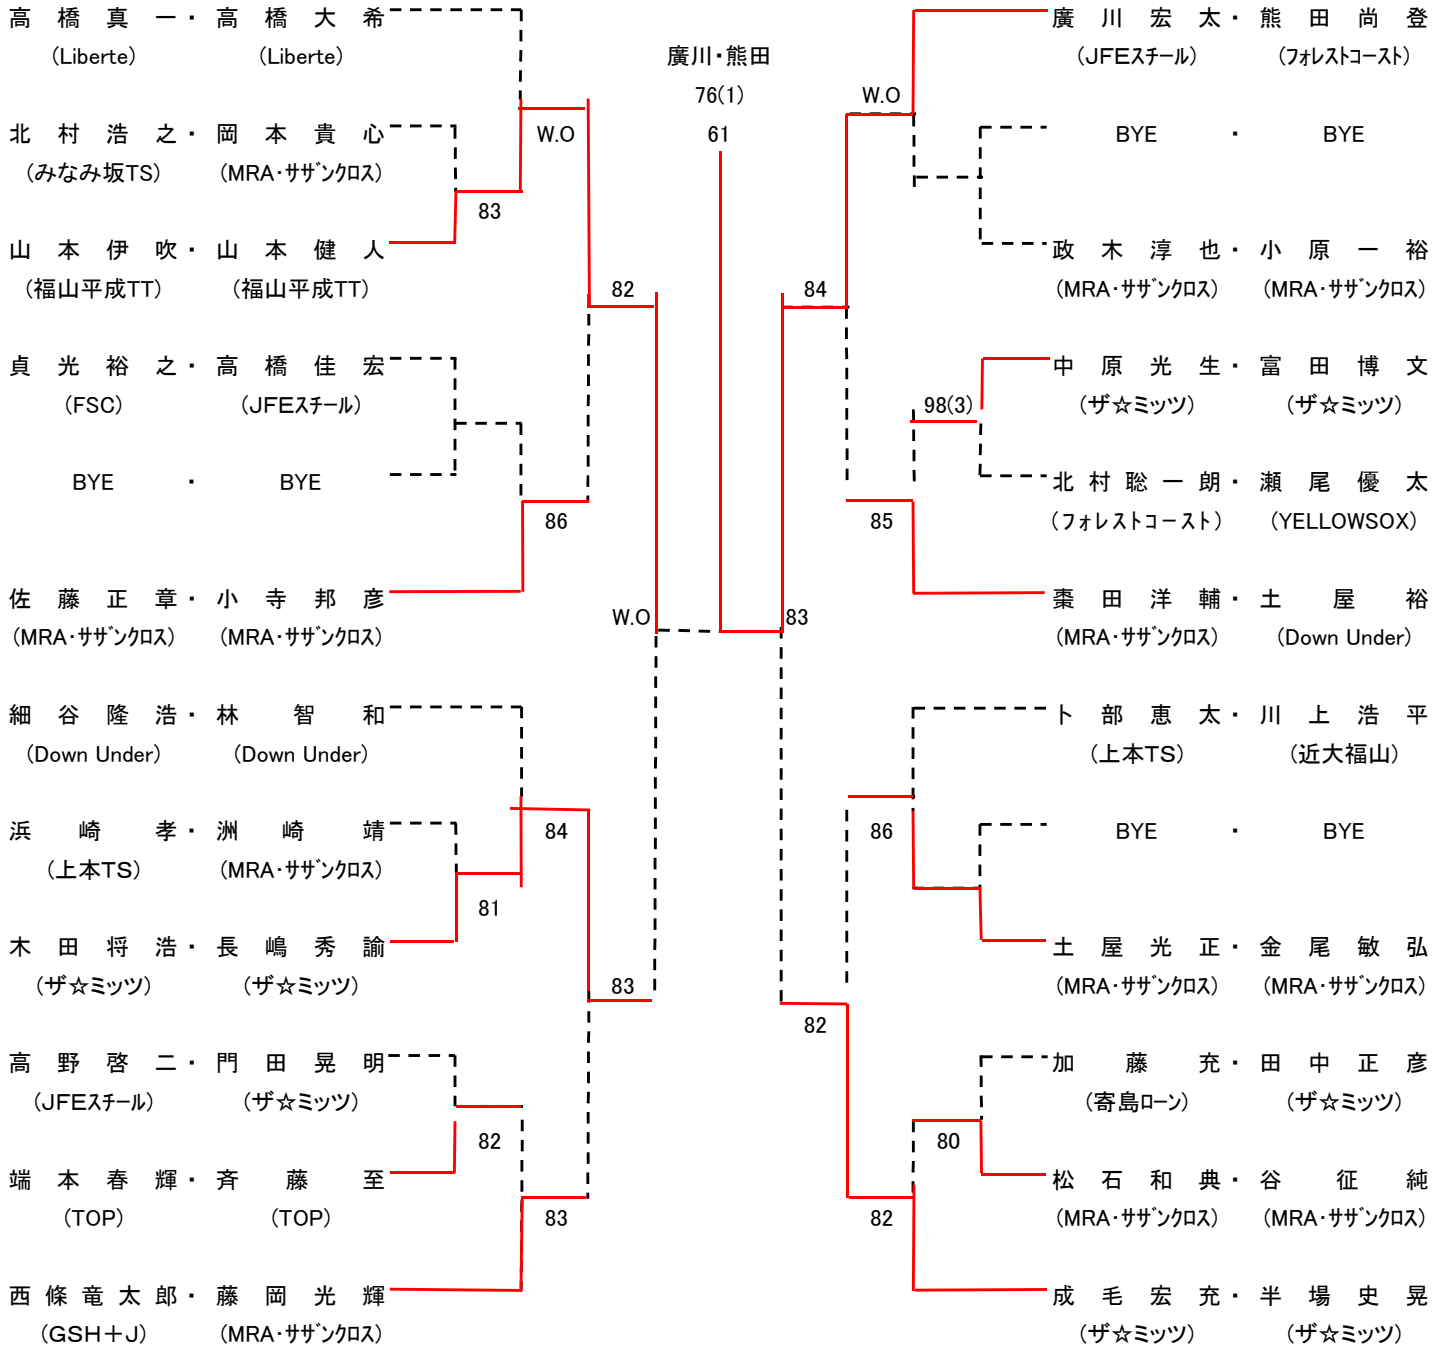 高橋真一・高橋大希
(Liberte) (Liberte)
北村浩之・岡本貴心
(みなみ坂TS) (MRA・ｻｻﾞﾝｸﾛｽ)
山本伊吹・山本健人
(福山平成TT) (福山平成TT)
貞光裕之・高橋佳宏
(FSC) (JFEｽﾁｰﾙ)
BYE ・ BYE
佐藤正章・小寺邦彦
(MRA・ｻｻﾞﾝｸﾛｽ) (MRA・ｻｻﾞﾝｸﾛｽ)
細谷隆浩・林智和
(Down Under) (Down Under)
浜崎孝・洲崎靖
(上本TS) (MRA・ｻｻﾞﾝｸﾛｽ)
木田将浩・長嶋秀諭
(ザ☆ミッツ) (ザ☆ミッツ)
高野啓二・門田晃明
(JFEｽﾁｰﾙ) (ザ☆ミッツ)
端本春輝・斉藤至
(TOP) (TOP)
西條竜太郎・藤岡光輝
(GSH＋J) (MRA・ｻｻﾞﾝｸﾛｽ)
W.O
83
82
86
W.O
84
81
83
82
83
廣川・熊田
76(1)
61
W.O
84
98(3)
85
83
86
82
80
82
廣川宏太・熊田尚登
(JFEｽﾁｰﾙ) (ﾌｫﾚｽﾄｺｰｽﾄ)
BYE ・ BYE
政木淳也・小原一裕
(MRA・ｻｻﾞﾝｸﾛｽ) (MRA・ｻｻﾞﾝｸﾛｽ)
中原光生・富田博文
(ザ☆ミッツ) (ザ☆ミッツ)
北村聡一朗・瀬尾優太
(ﾌｫﾚｽﾄｺｰｽﾄ) (YELLOWSOX)
棗田洋輔・土屋裕
(MRA・ｻｻﾞﾝｸﾛｽ) (Down Under)
卜部恵太・川上浩平
(上本TS) (近大福山)
BYE ・ BYE
土屋光正・金尾敏弘
(MRA・ｻｻﾞﾝｸﾛｽ) (MRA・ｻｻﾞﾝｸﾛｽ)
加藤充・田中正彦
(寄島ﾛｰﾝ) (ザ☆ミッツ)
松石和典・谷征純
(MRA・ｻｻﾞﾝｸﾛｽ) (MRA・ｻｻﾞﾝｸﾛｽ)
成毛宏充・半場史晃
(ザ☆ミッツ) (ザ☆ミッツ)